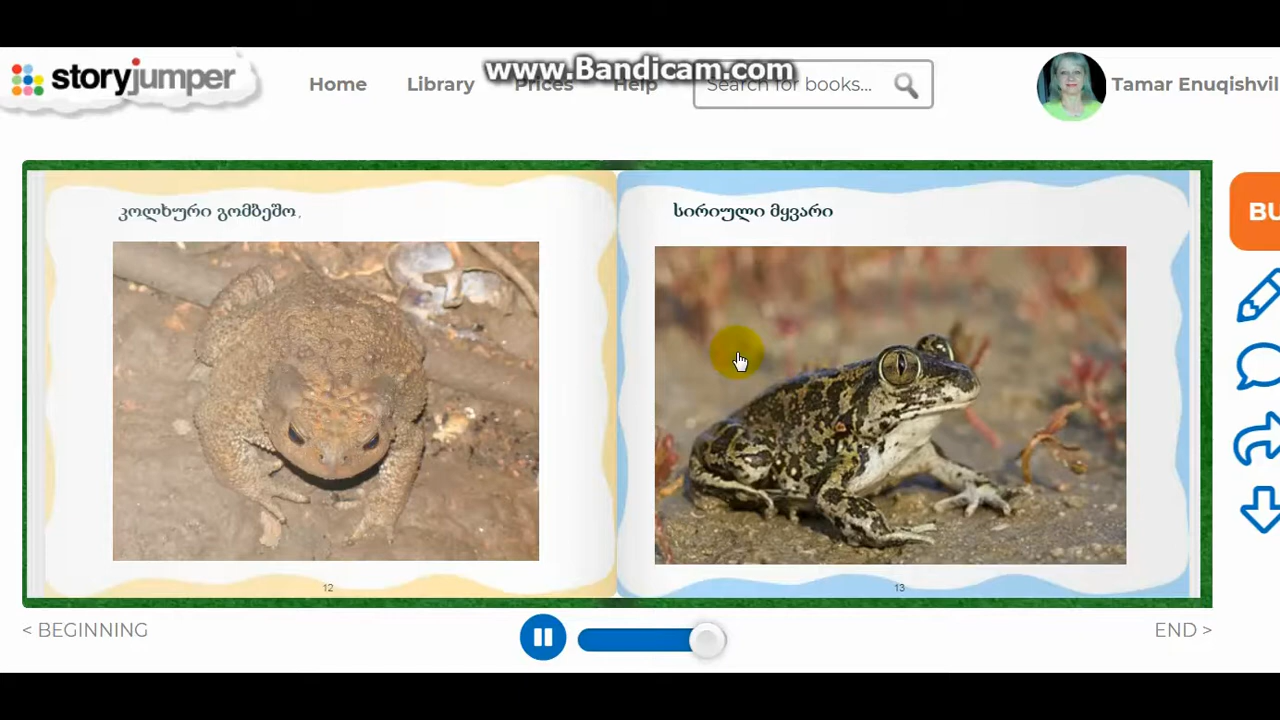 www.Bandicam.com
storyjumper
Home
Library
Prices
Help
Search for books...
Tamar Enuqishvil
კოლხური გომბეშო,
სირიული მყვარი
BU
12
13
< BEGINNING
END >